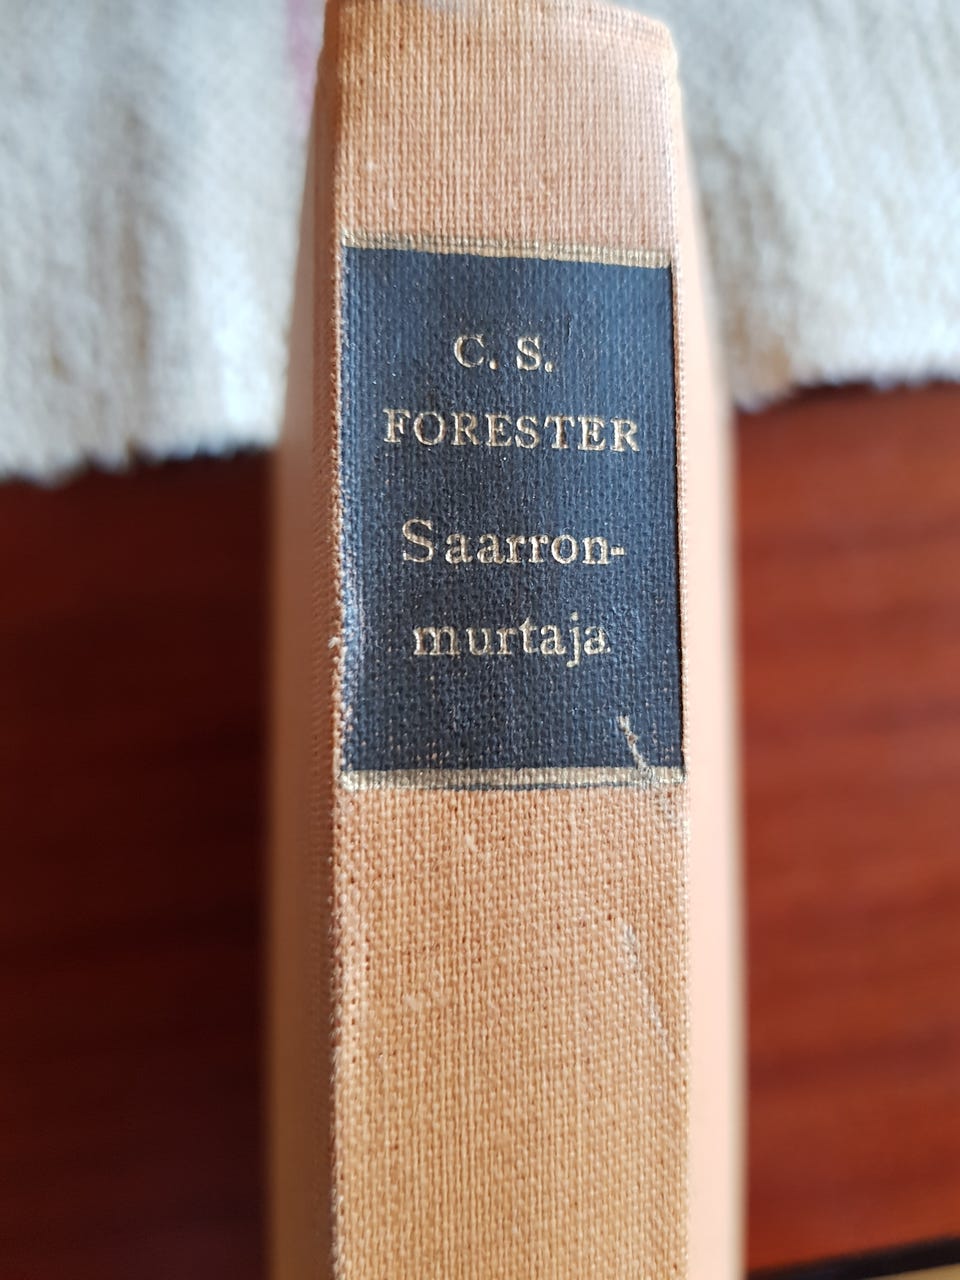 C. S.
FORESTER
Saarron-
murtaja